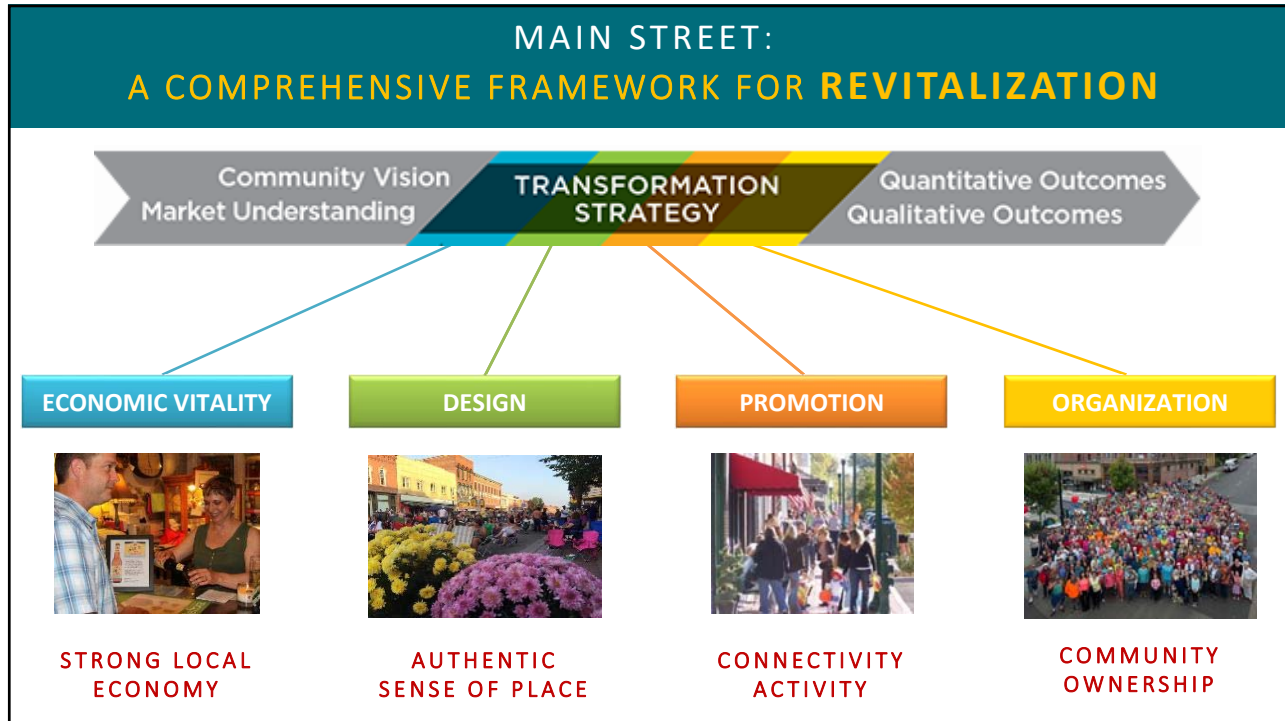 MAIN STREET:
A COMPREHENSIVE FRAMEWORK FOR REVITALIZATION
Community Vision
Market Understanding
TRANSFORMATION
STRATEGY
Quantitative Outcomes
Qualitative Outcomes
ECONOMIC VITALITY
DESIGN
PROMOTION
ORGANIZATION
STRONG LOCAL
ECONOMY
AUTHENTIC
SENSE OF PLACE
CONNECTIVITY
ACTIVITY
COMMUNITY
OWNERSHIP